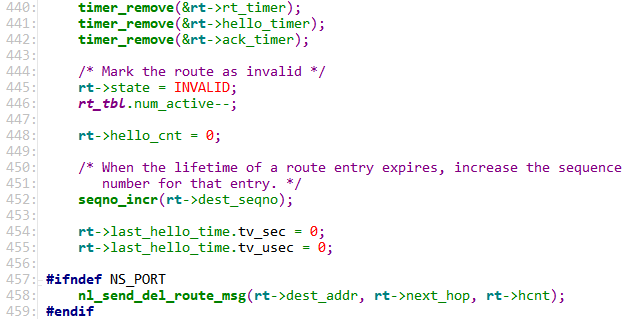 440:     timer_remove(&rt->rt_timer);
441:     timer_remove(&rt->hello_timer);
442:     timer_remove(&rt->ack_timer);
443:
444:     /* Mark the route as invalid */
445:     rt->state = INVALID;
446:     rt_tbl.num_active--;
447:
448:     rt->hello_cnt = 0;
449:
450:     /* When the lifetime of a route entry expires, increase the sequence
451:        number for that entry. */
452:     seqno_incr(rt->dest_seqno);
453:
454:     rt->last_hello_time.tv_sec = 0;
455:     rt->last_hello_time.tv_usec = 0;
456:
457: #ifndef NS_PORT
458:     nl_send_del_route_msg(rt->dest_addr, rt->next_hop, rt->hcnt);
459: #endif